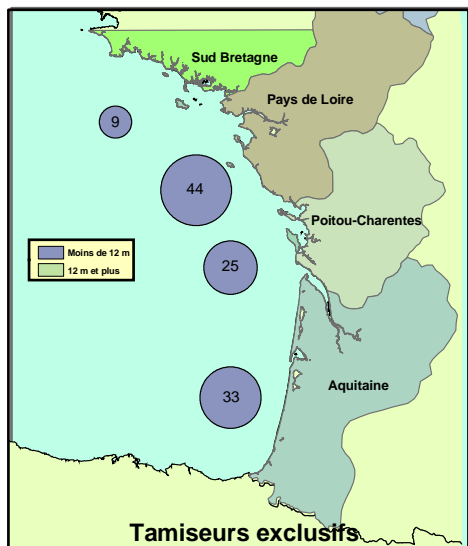 Sud Bretagne
Pays de Loire
9
44
Poitou-Charentes
Moins de 12 m
12 m et plus
25
Aquitaine
33
Tamiseurs exclusifs